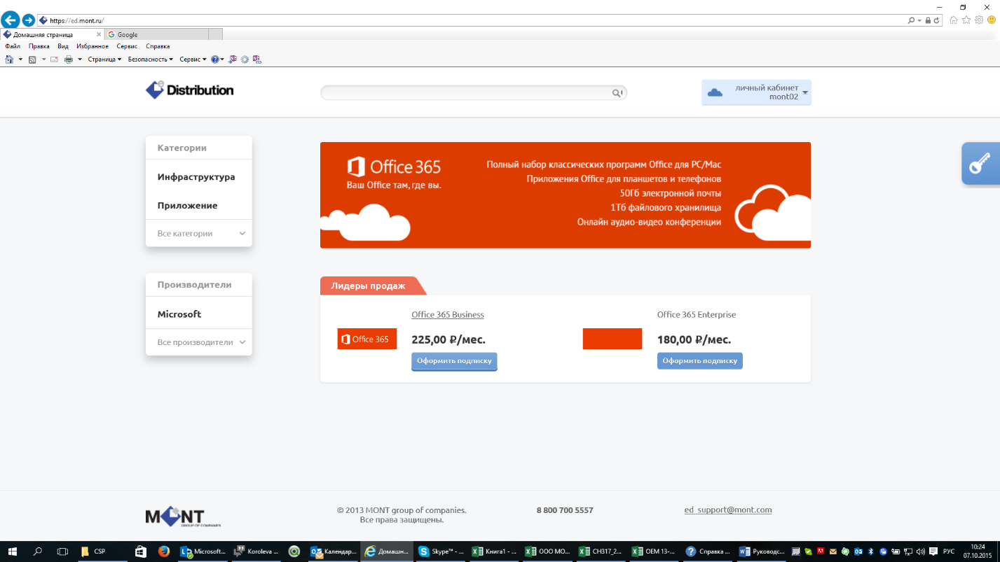 https://ed.mont.ru/
Домашняя страница
Google
Файл Правка Вид Избранное Сервис Справка
Страница Безопасность Сервис
e Distribution
личный кабинет
mont02
Категории
Инфраструктура
Приложение
Все категории
Производители
Microsoft
Все производители
Office 365
Ваш Office там, где вы.
Полный набор классических программ Office для PC/Mac
Приложения Office для планшетов и телефонов
50Гб электронной почты
1Тб файлового хранилища
Онлайн аудио-видео конференции
Лидеры продаж
Office 365 Business
Office 365
225,00 ₽/мес.
Оформить подписку
Office 365 Enterprise
180,00 ₽/мес.
Оформить подписку
MONT
GROUP OF COMPANIES
© 2013 MONT group of companies.
Все права защищены.
8 800 700 5557
ed_support@mont.com
CSP
Microsoft...
Koroleva ...
Календар...
Домашн...
Skype™ - ...
Книга1 - ...
ООО МО...
CH317_2...
OEM 13-...
Справка ...
Руководс...
РУС
10:24
07.10.2015